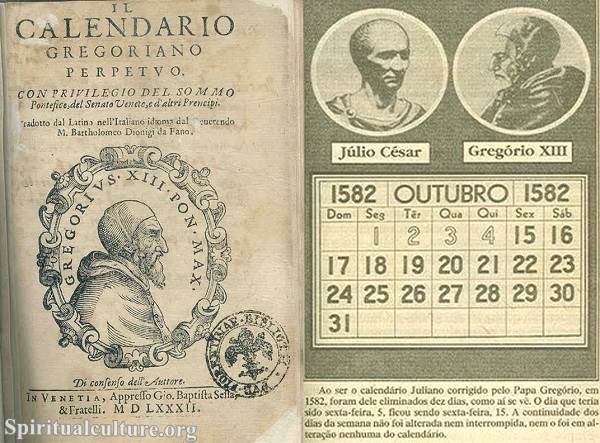 IL
CALENDARIO
GREGORIANO
PERPETVO.
CON PRIVILEGIO DEL SOMMO
Pontefice, del Senato Veneto, e d'altri Prencipi.
Tradotto dal Latino nell'Italiano idioma dal
M. Bartholomeo Dionigi da Fano.
GREGORIVS · XIII · PON · MAX
Di consenso dell'Auttore.
IN VENETIA, Appresso Gio. Baptista Sessa,
& Fratelli. M D LXXXII
Spiritualculture.org
Júlio César
Gregório XIII
1582 OUTUBRO 1582
Dom Seg Têr Qua Qui Sex Sáb
1 2 3 4 15 16
17 18 19 20 21 22 23
24 25 26 27 28 29 30
31
Ao ser o calendário Juliano corrigido pelo Papa Gregório, em
1582, foram dele eliminados dez dias, como aí se vê. O dia que teria
sido sexta-feira, 5, ficou sendo sexta-feira, 15. A continuidade dos
dias da semana não foi alterada nem interrompida, nem o foi em al-
teração nenhuma do calendário.